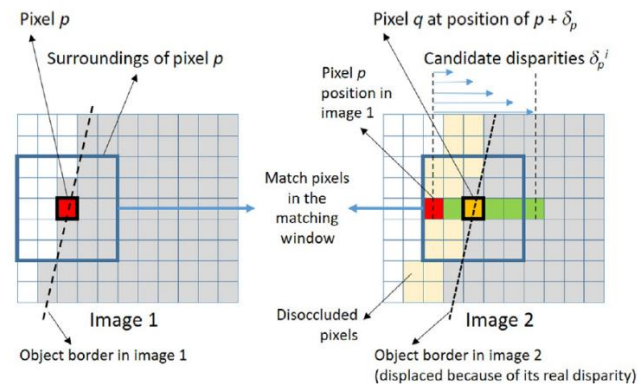 Pixel p
Surroundings of pixel p
Pixel q at position of p + δp
Candidate disparities δpⁱ
Pixel p
position in
image 1
Match pixels
in the
matching
window
Disoccluded
pixels
Image 1
Image 2
Object border in image 1
Object border in image 2
(displaced because of its real disparity)